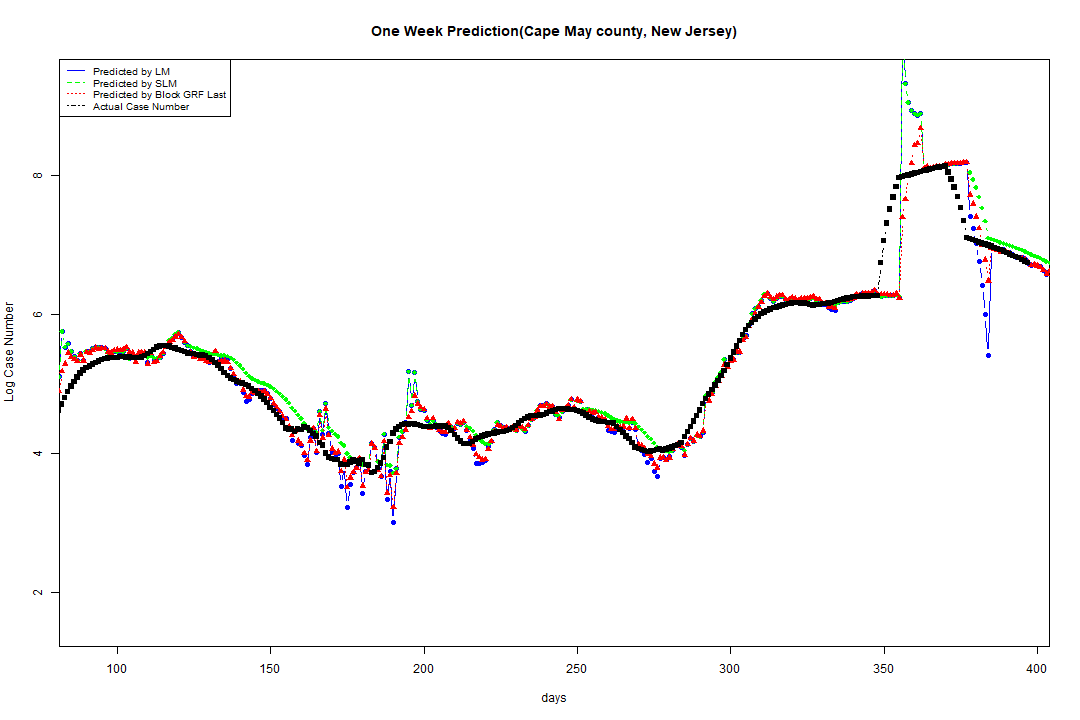 One Week Prediction(Cape May county, New Jersey)
Predicted by LM
Predicted by SLM
Predicted by Block GRF Last
Actual Case Number
Log Case Number
8
6
4
2
100 150 200 250 300 350 400
days